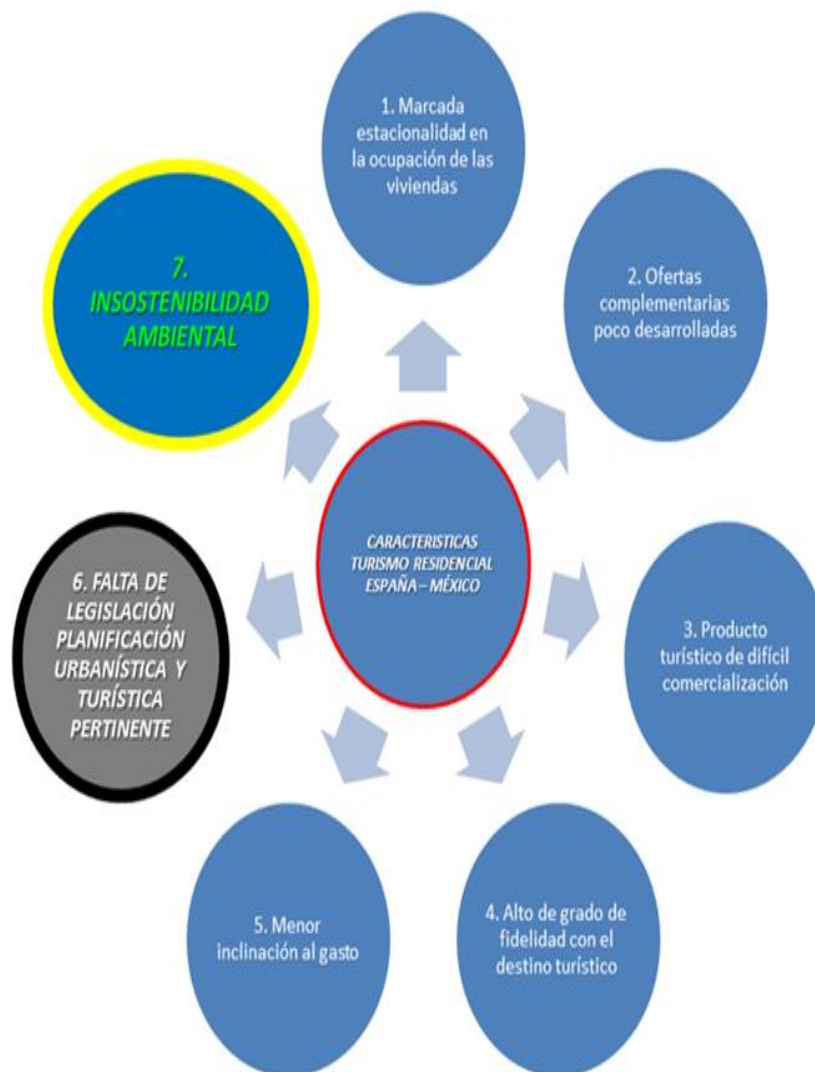 1. Marcada
estacionalidad en
la ocupación de las
viviendas
2. Ofertas
complementarias
poco desarrolladas
3. Producto
turístico de difícil
comercialización
4. Alto de grado de
fidelidad con el
destino turístico
5. Menor
inclinación al gasto
6. FALTA DE
LEGISLACIÓN
PLANIFICACIÓN
URBANÍSTICA Y
TURÍSTICA
PERTINENTE
7.
INSOSTENIBILIDAD
AMBIENTAL
CARACTERISTICAS
TURISMO RESIDENCIAL
ESPAÑA – MÉXICO